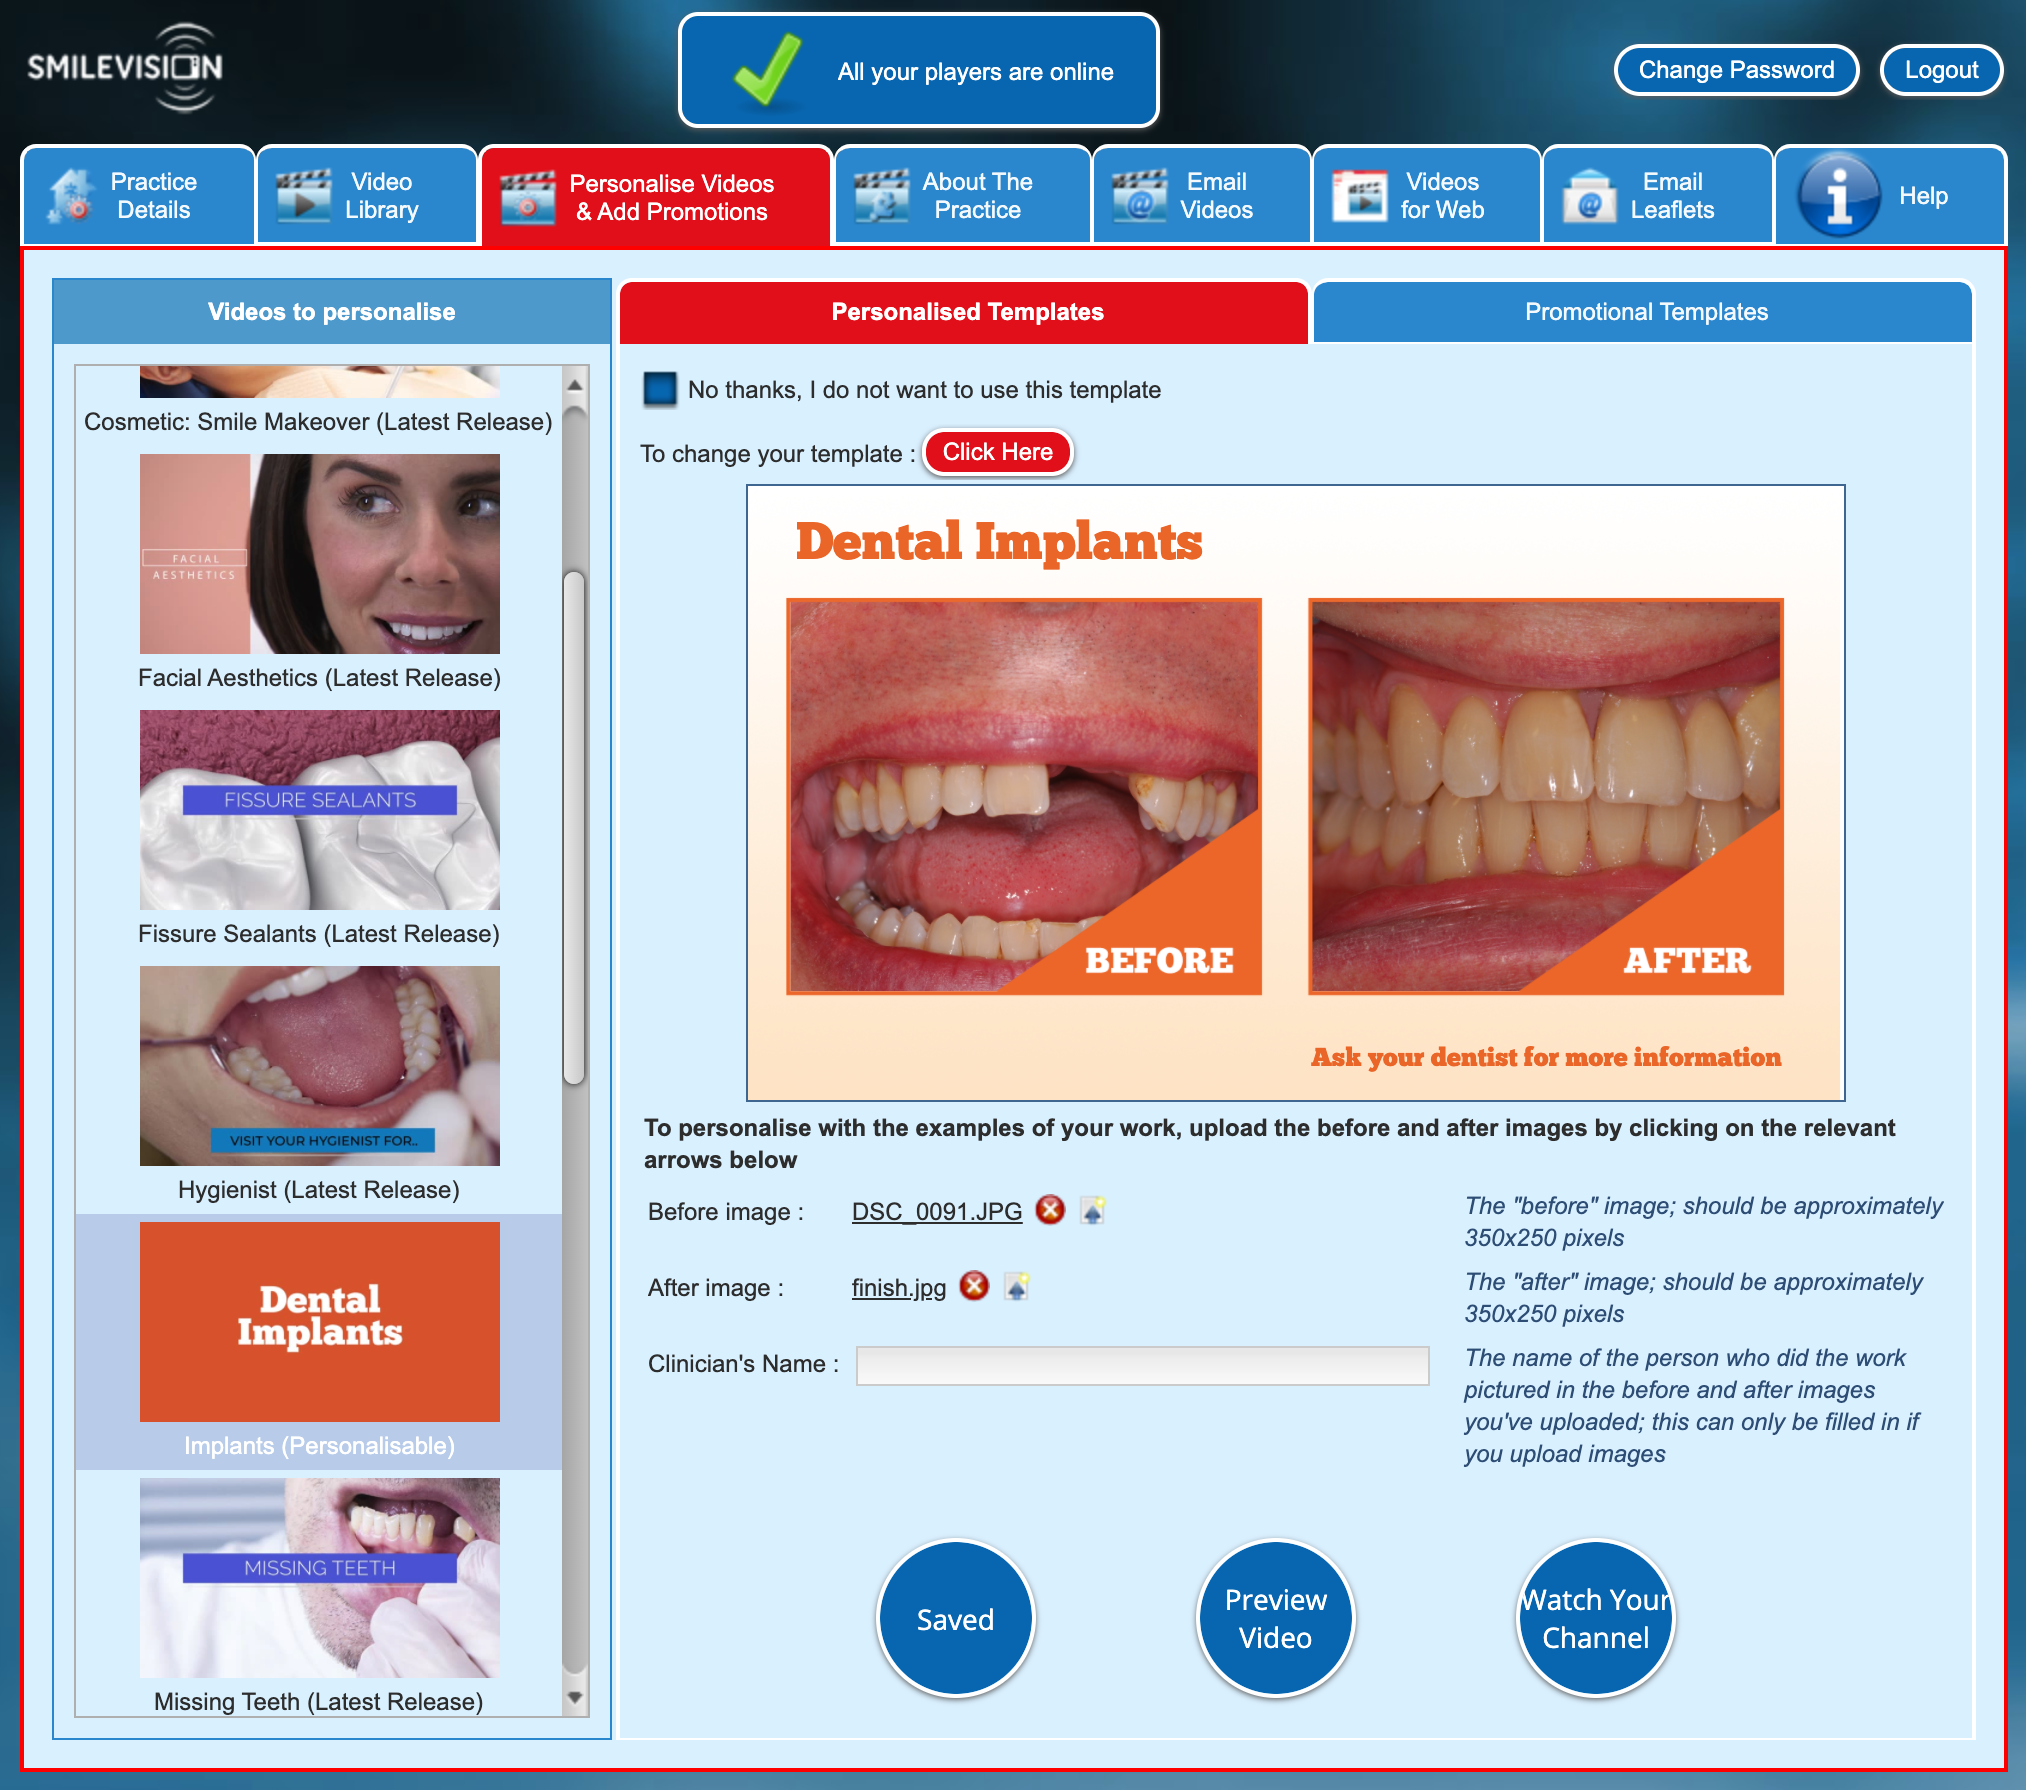 SMILEVISION
All your players are online
Change Password
Logout
Practice
Details
Video
Library
Personalise Videos
& Add Promotions
About The
Practice
Email
Videos
Videos
for Web
Email
Leaflets
Help
Videos to personalise
Cosmetic: Smile Makeover (Latest Release)
FACIAL
AESTHETICS
Facial Aesthetics (Latest Release)
FISSURE SEALANTS
Fissure Sealants (Latest Release)
VISIT YOUR HYGIENIST FOR..
Hygienist (Latest Release)
Dental
Implants
Implants (Personalisable)
MISSING TEETH
Missing Teeth (Latest Release)
Personalised Templates
Promotional Templates
No thanks, I do not want to use this template
To change your template : Click Here
Dental Implants
BEFORE
AFTER
Ask your dentist for more information
To personalise with the examples of your work, upload the before and after images by clicking on the relevant
arrows below
Before image : DSC_0091.JPG
The "before" image; should be approximately
350x250 pixels
After image : finish.jpg
The "after" image; should be approximately
350x250 pixels
Clinician's Name :
The name of the person who did the work
pictured in the before and after images
you've uploaded; this can only be filled in if
you upload images
Saved
Preview
Video
Watch Your
Channel